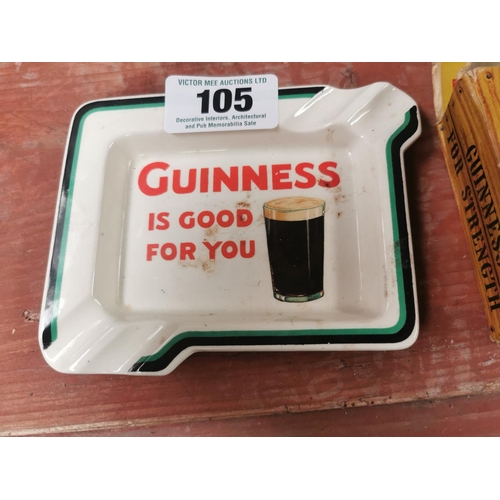 VICTOR MEE AUCTIONS LTD
105
Decorative Interiors, Architectural
and Pub Memorabilia Sale
GUINNESS
IS GOOD
FOR YOU
GUINNESS
FOR STRENGTH